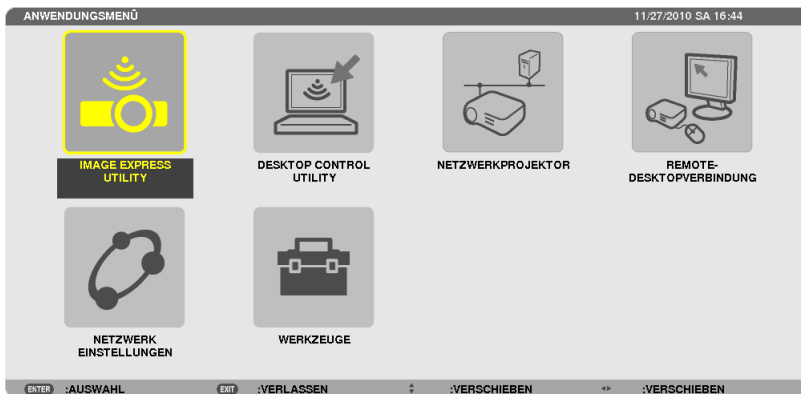 ANWENDUNGSMENÜ 11/27/2010 SA 16:44
IMAGE EXPRESS
UTILITY
DESKTOP CONTROL
UTILITY
NETZWERKPROJEKTOR
REMOTE-
DESKTOPVERBINDUNG
NETZWERK
EINSTELLUNGEN
WERKZEUGE
ENTER :AUSWAHL EXIT :VERLASSEN :VERSCHIEBEN :VERSCHIEBEN